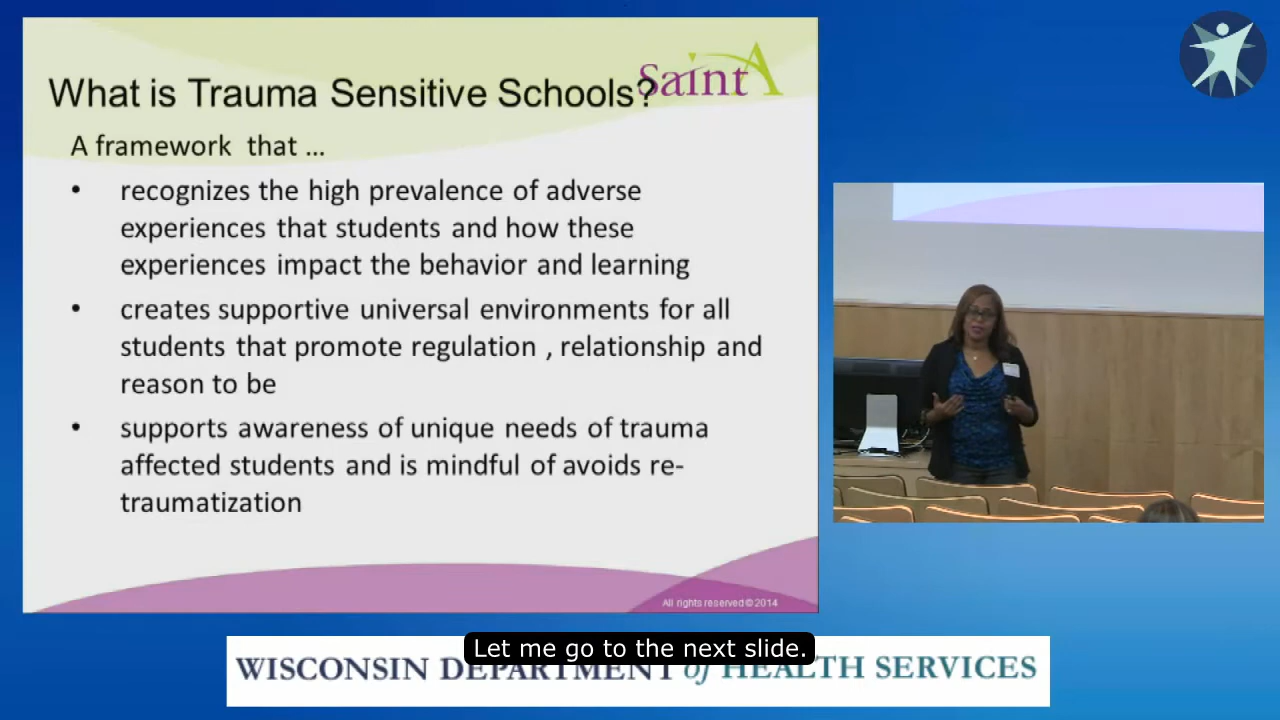 What is Trauma Sensitive Schools?
SaintA
A framework that ...
• recognizes the high prevalence of adverse
experiences that students and how these
experiences impact the behavior and learning
• creates supportive universal environments for all
students that promote regulation , relationship and
reason to be
• supports awareness of unique needs of trauma
affected students and is mindful of avoids re-
traumatization
All rights reserved©2014
Let me go to the next slide.
WISCONSIN DEPARTMENT of HEALTH SERVICES